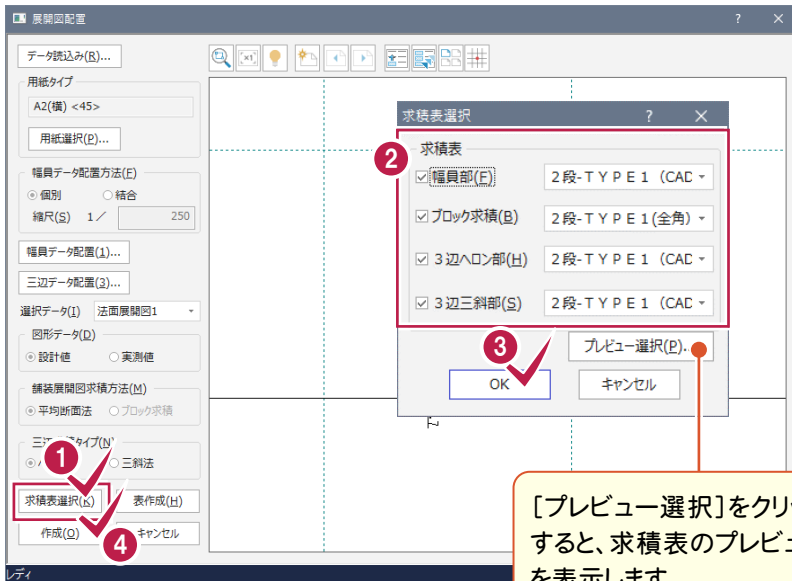 展開図配置 ? ×
データ読込み(R)...
用紙タイプ
A2(横) <45>
用紙選択(P)...
幅員データ配置方法(F)
個別 結合
縮尺(S) 1／ 250
幅員データ配置(1)...
三辺データ配置(3)...
選択データ(I) 法面展開図1
図形データ(D)
設計値 実測値
舗装展開図求積方法(M)
平均断面法 ブロック求積
(N)
三斜法
1
求積表選択(K) 表作成(H)
作成(O) キャンセル
4
レディ
求積表選択 ? ×
2
求積表
幅員部(F) 2段-ＴＹＰＥ１（CAD
ブロック求積(B) 2段-ＴＹＰＥ１(全角)
３辺ヘロン部(H) 2段-ＴＹＰＥ１（CAD
３辺三斜部(S) 2段-ＴＹＰＥ１（CAD
3
プレビュー選択(P)...
OK キャンセル
［プレビュー選択］をクリ
すると、求積表のプレビュ
を表示します